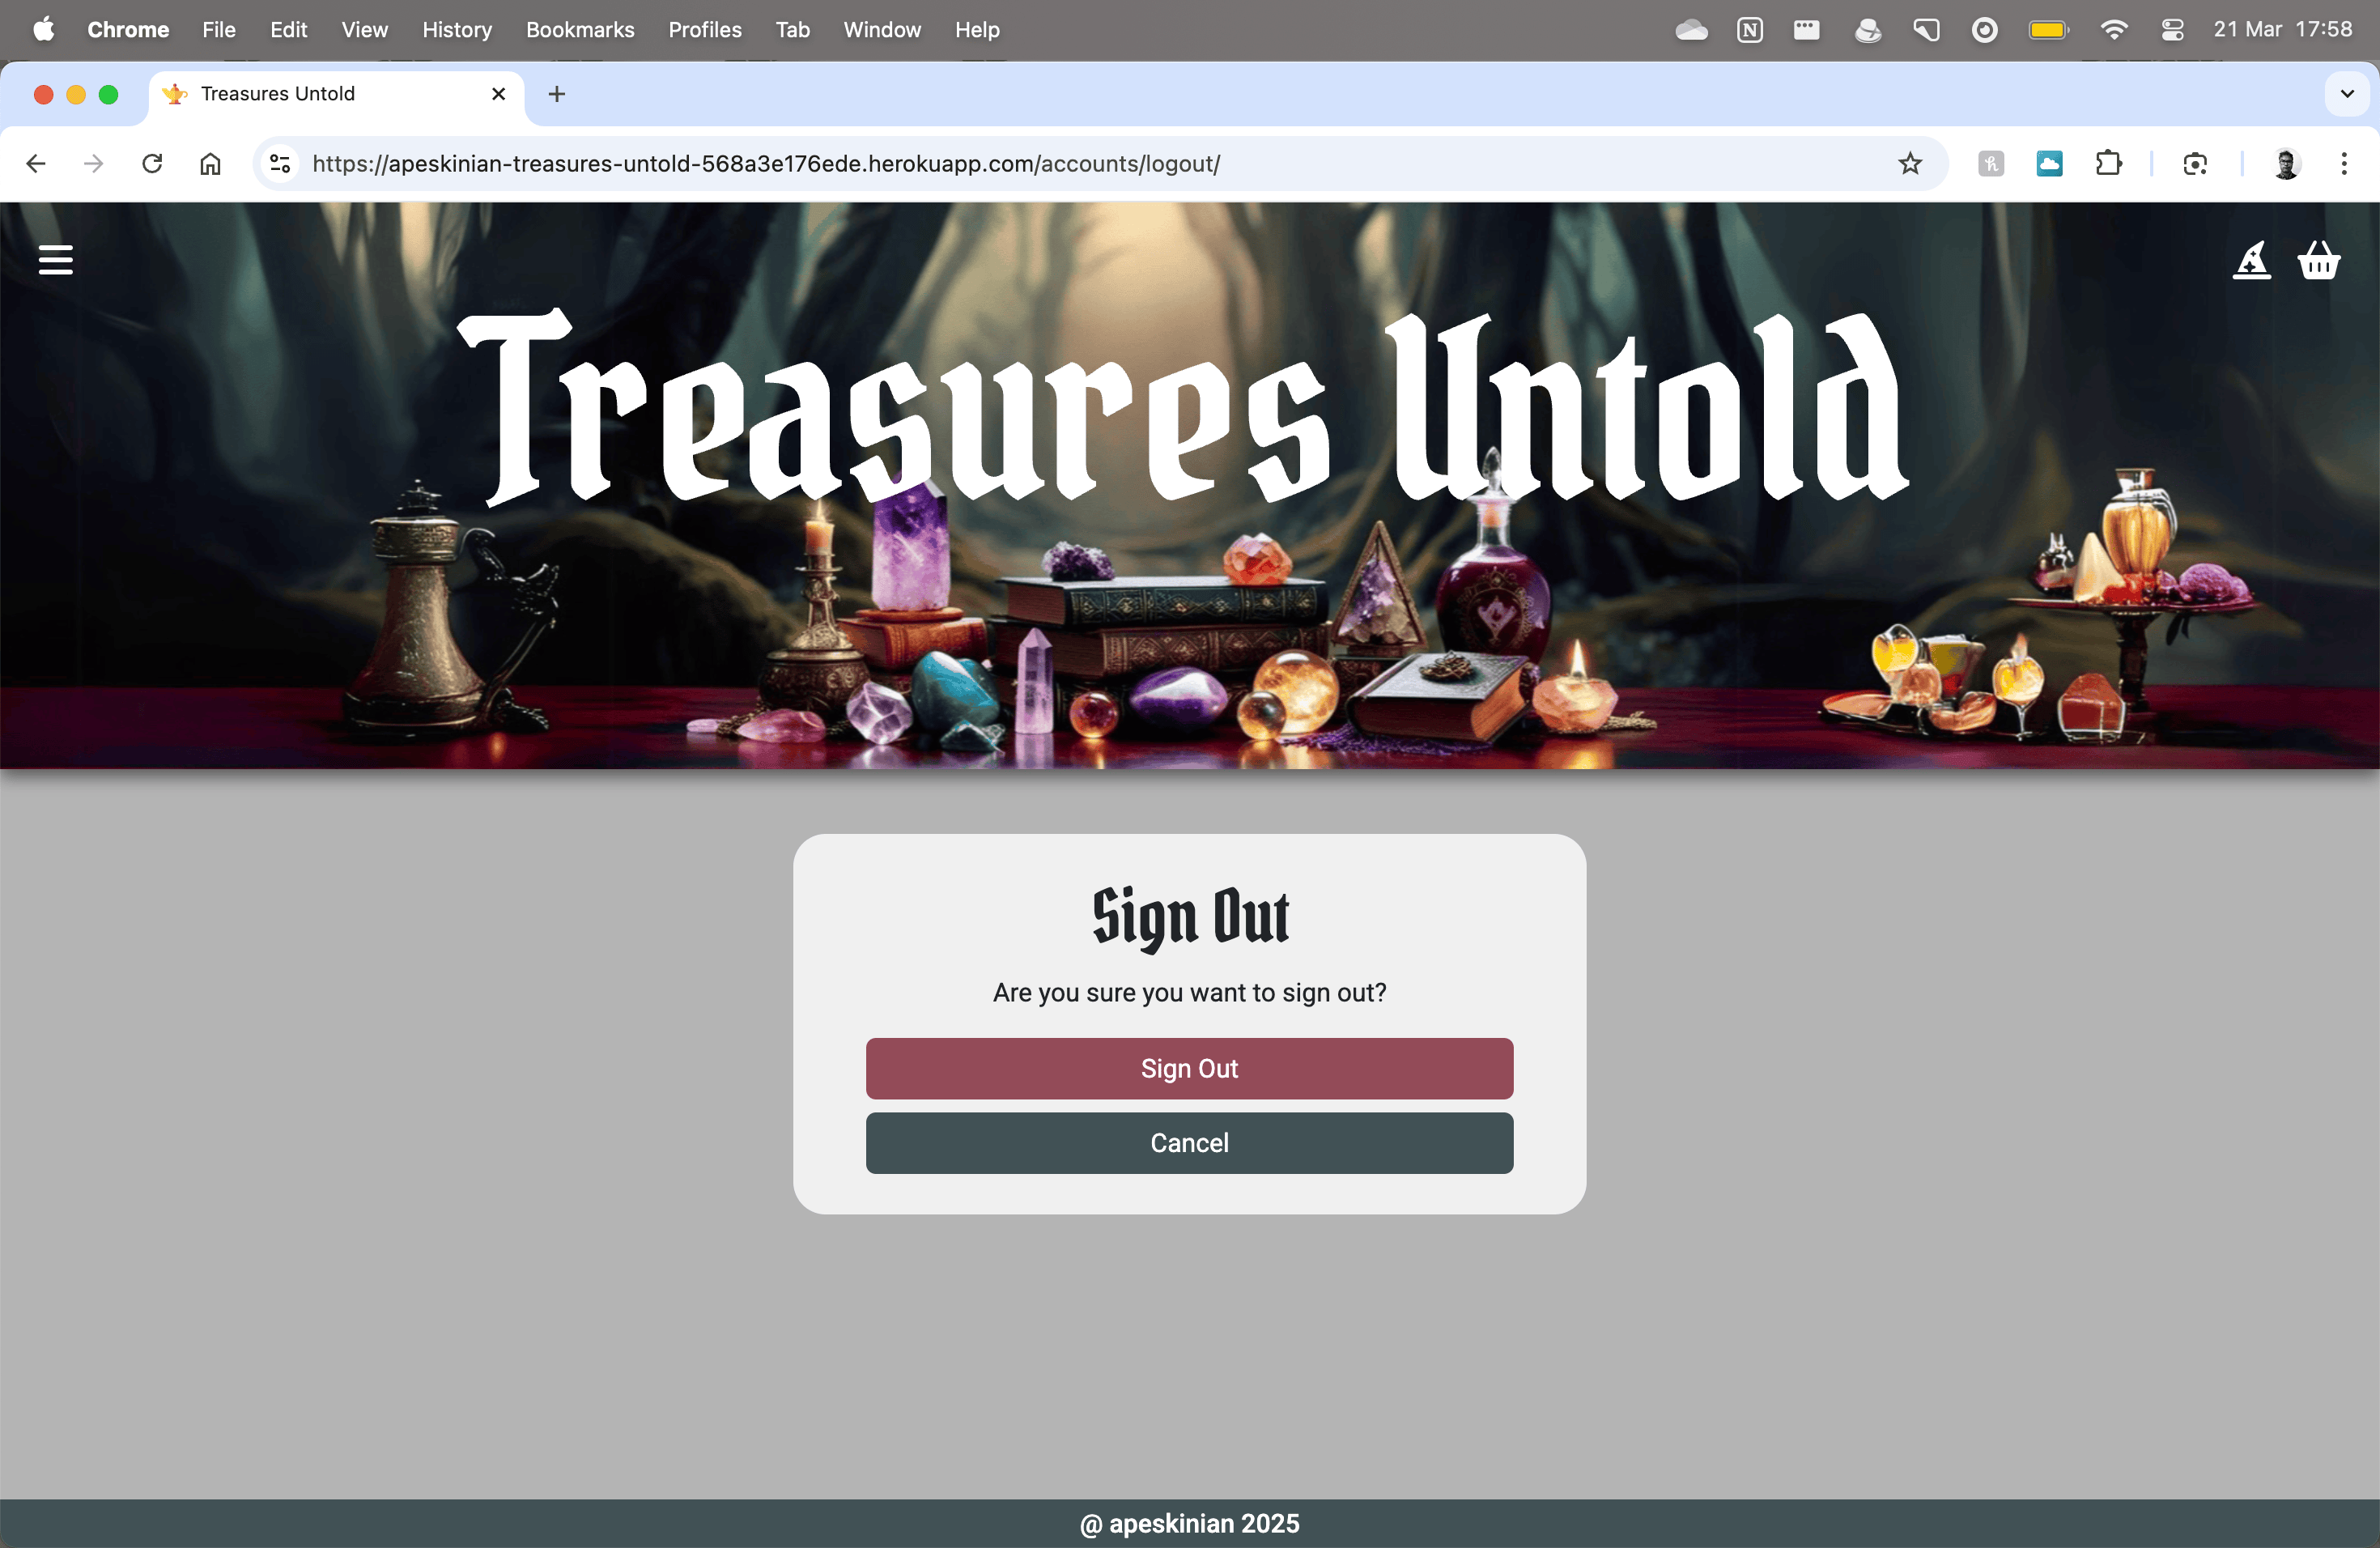 Chrome File Edit View History Bookmarks Profiles Tab Window Help 21 Mar 17:58
Treasures Untold
https://apeskinian-treasures-untold-568a3e176ede.herokuapp.com/accounts/logout/
Treasures Untold
Sign Out
Are you sure you want to sign out?
Sign Out
Cancel
@ apeskinian 2025